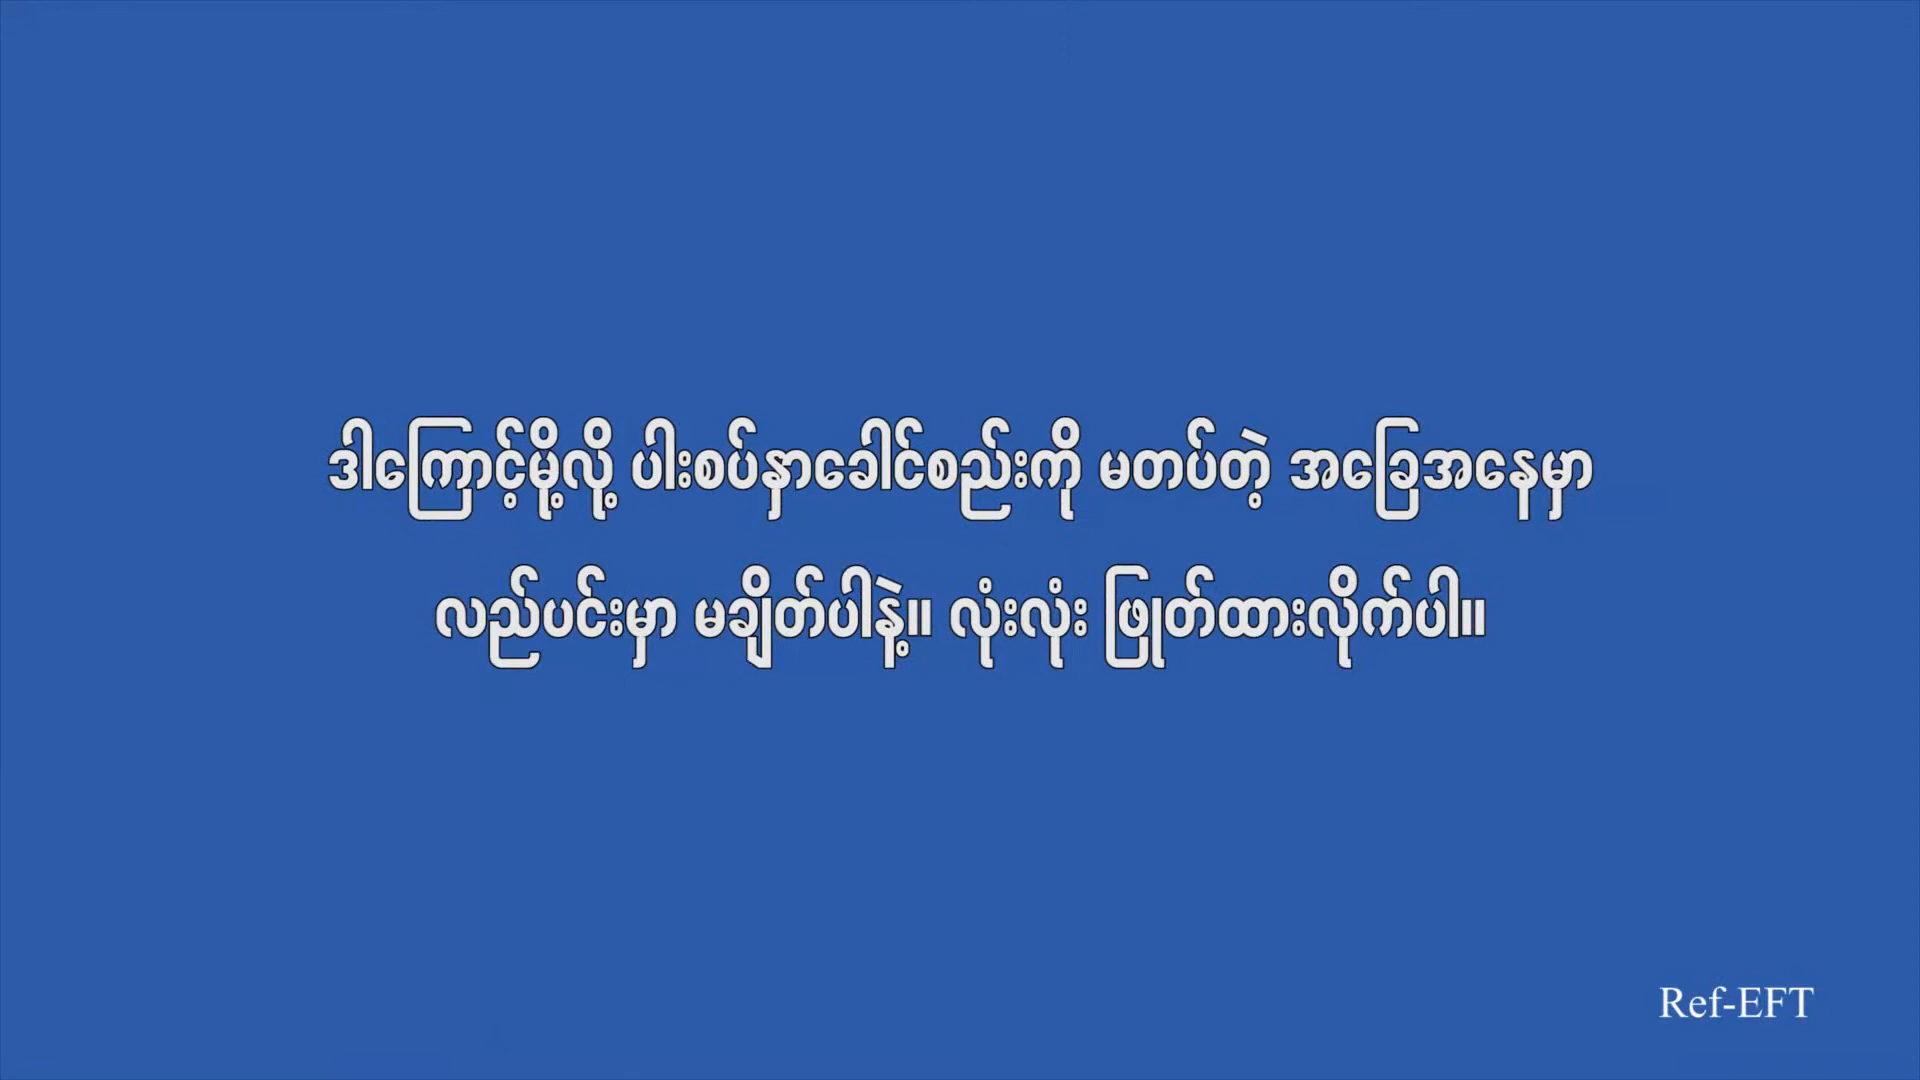 ဒါကြောင့်မို့လို့ ပါးစပ်နှာခေါင်စည်းကို မတပ်တဲ့ အခြေအနေမှာ
လည်ပင်းမှာ မချိတ်ပါနဲ့။ လုံးလုံး ဖြုတ်ထားလိုက်ပါ။
Ref-EFT